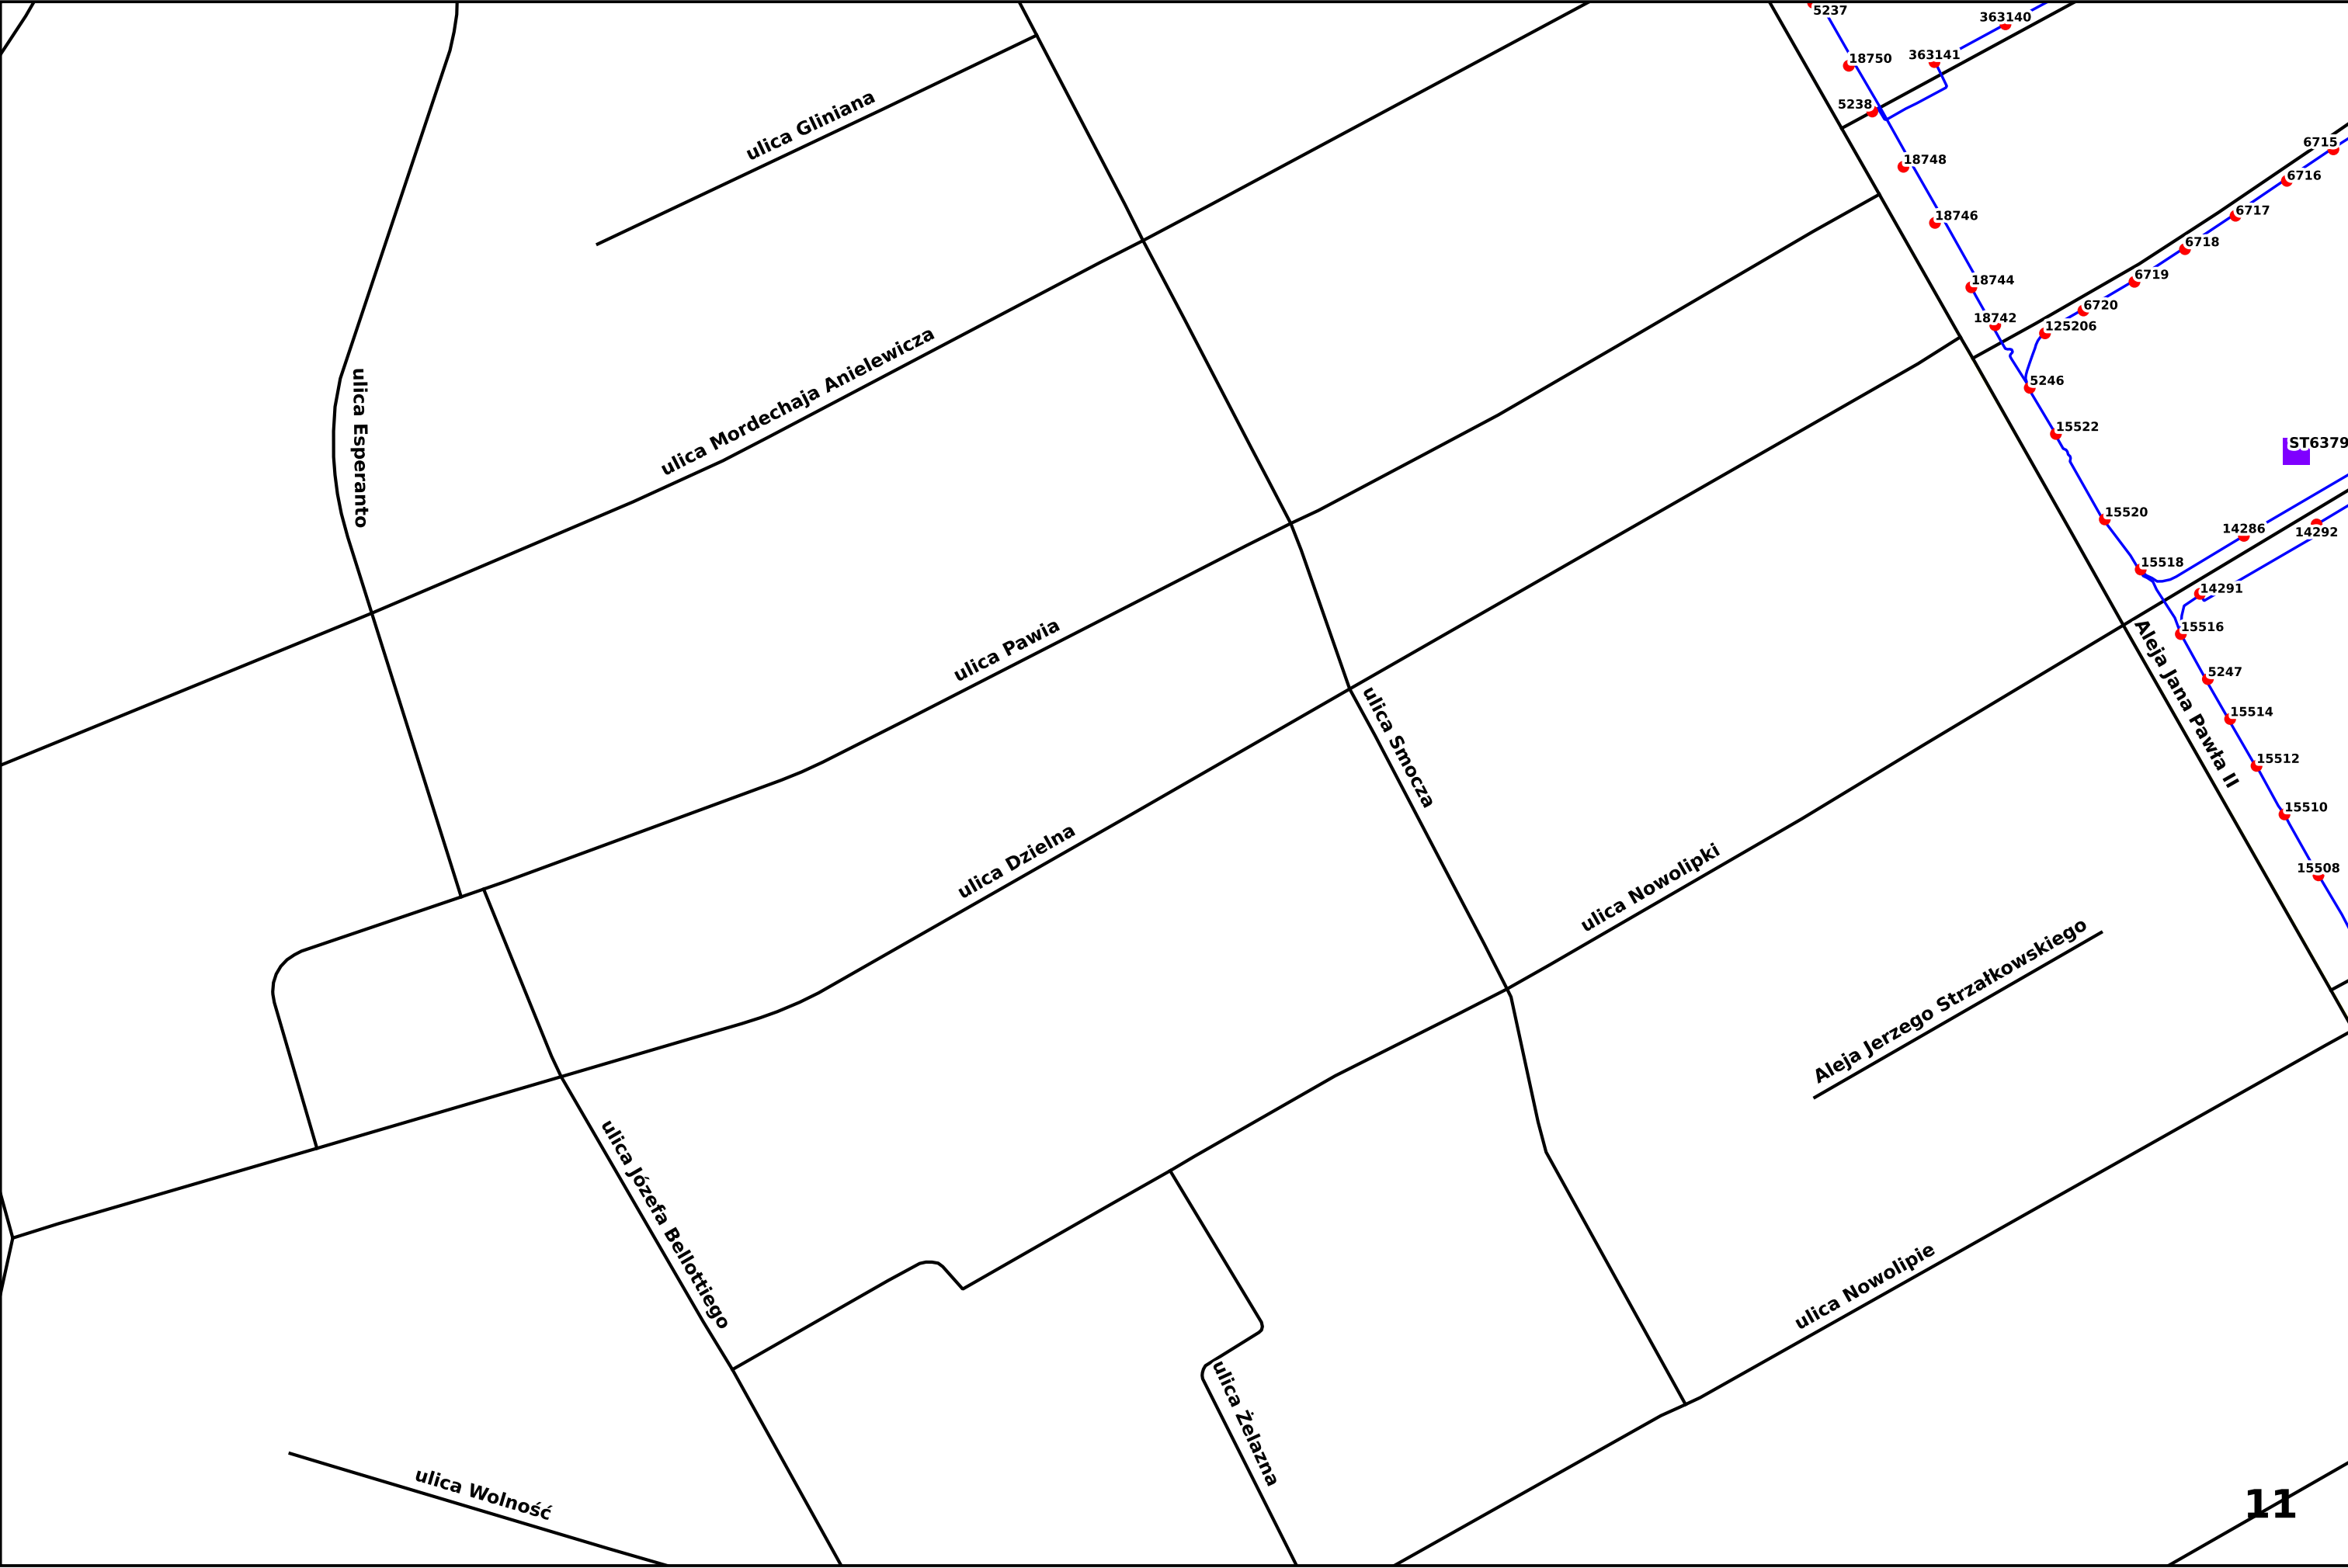 5237
363140
18750
363141
ulica Gliniana
5238
6715
18748
6716
6717
18746
6718
6719
18744
6720
18742
125206
ulica Mordechaja Anielewicza
5246
ulica Esperanto
15522
ST6379
15520
14286
14292
15518
14291
ulica Pawia
15516
Aleja Jana Pawła II
5247
ulica Smocza
15514
15512
15510
ulica Dzielna
15508
ulica Nowolipki
Aleja Jerzego Strzałkowskiego
ulica Józefa Bellottiego
ulica Nowolipie
ulica Żelazna
ulica Wolność
11